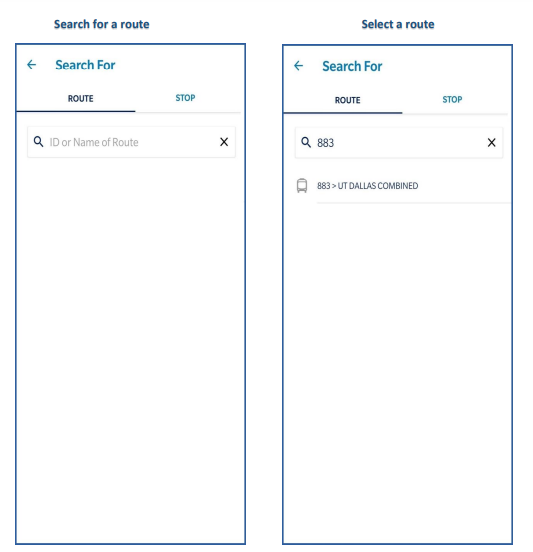 Search for a route
← Search For
ROUTE STOP
ID or Name of Route X
Select a route
← Search For
ROUTE STOP
883 X
883 > UT DALLAS COMBINED